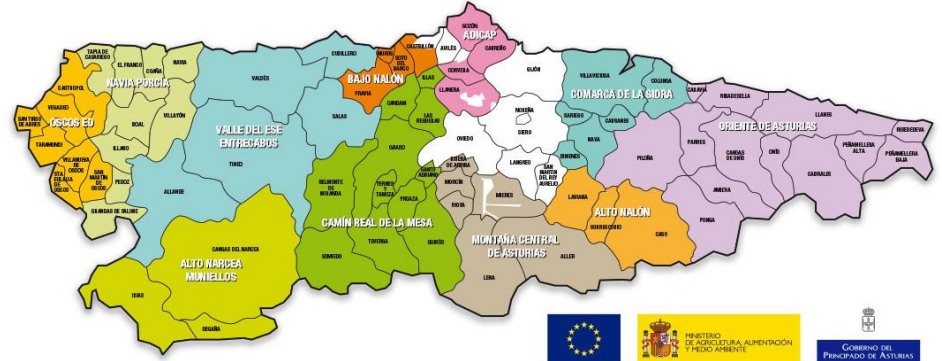 GOZÓN
ADICAP
CARREÑO
CASTRILLÓN
AVILÉS
CORVERA
LLANERA
GIJÓN
TAPIA DE
CASARIEGO
EL FRANCO
COAÑA
NAVIA
NAVIA PORCÍA
CASTROPOL
VEGADEO
OSCOS EO
SAN TIRSO
DE ABRES
TARAMUNDI
VILLANUEVA
DE
OSCOS
STA.
EULALIA
DE
OSCOS
SAN
MARTÍN
DE
OSCOS
BOAL
VILLAYÓN
ILLANO
PESOZ
GRANDAS DE SALIME
VALDÉS
CUDILLERO
VALLE DEL ESE
ENTRECABOS
SALAS
TINEO
ALLANDE
MUROS
SOTO
DEL
BARCO
BAJO NALÓN
PRAVIA
ILLAS
CANDAMO
LAS
REGUERAS
GRADO
BELMONTE
DE
MIRANDA
YERNES
Y
TAMEZA
SANTO
ADRIANO
PROAZA
CAMÍN REAL DE LA MESA
TEVERGA
QUIRÓS
SOMIEDO
CANGAS DEL NARCEA
ALTO NARCEA
MUNIELLOS
IBIAS
DEGAÑA
NOREÑA
SIERO
OVIEDO
LANGREO
SAN
MARTIN
DEL REY
AURELIO
RIBERA
DE ARRIBA
MORCÍN
RIOSA
MIERES
MONTAÑA CENTRAL
DE ASTURIAS
LENA
ALLER
VILLAVICIOSA
COLUNGA
COMARCA DE LA SIDRA
SARIEGO
CABRANES
NAVA
BIMENES
CARAVIA
RIBADESELLA
ORIENTE DE ASTURIAS
LLANES
RIBEDEVA
PILOÑA
PARRES
CANGAS
DE ONÍS
ONÍS
PEÑAMELLERA
ALTA
PEÑAMELLERA
BAJA
CABRALES
AMIEVA
PONGA
LAVIANA
ALTO NALÓN
SOBRESCOBIO
CASO
MINISTERIO
DE AGRICULTURA, ALIMENTACIÓN
Y MEDIO AMBIENTE
GOBIERNO DEL
PRINCIPADO DE ASTURIAS